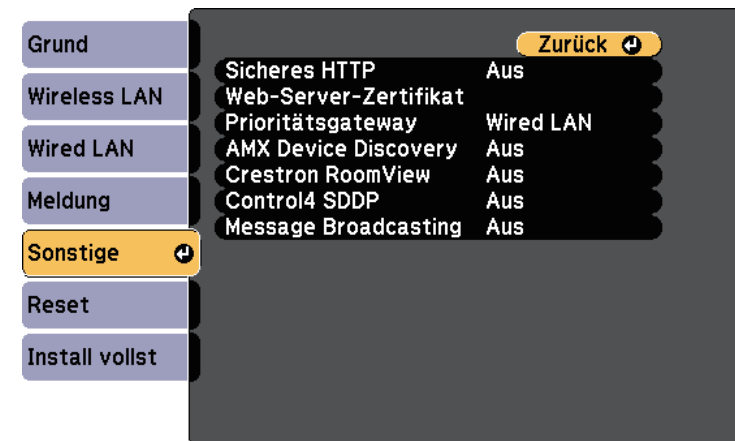 Grund
Wireless LAN
Wired LAN
Meldung
Sonstige
Reset
Install vollst
Zurück
Sicheres HTTP Aus
Web-Server-Zertifikat
Prioritätsgateway Wired LAN
AMX Device Discovery Aus
Crestron RoomView Aus
Control4 SDDP Aus
Message Broadcasting Aus